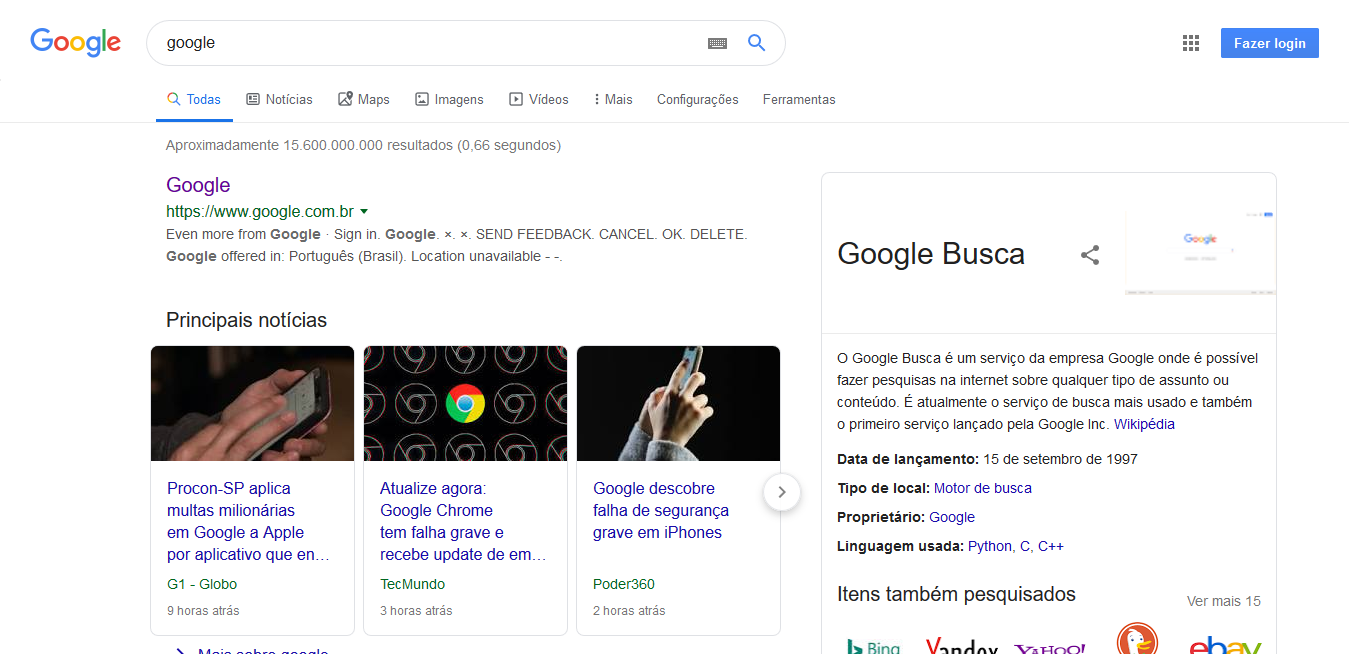 Google
google
Fazer login
Todas
Notícias
Maps
Imagens
Vídeos
Mais
Configurações
Ferramentas
Aproximadamente 15.600.000.000 resultados (0,66 segundos)
Google
https://www.google.com.br
Even more from Google · Sign in. Google. ×. ×. SEND FEEDBACK. CANCEL. OK. DELETE.
Google offered in: Português (Brasil). Location unavailable - -.
Principais notícias
Procon-SP aplica
multas milionárias
em Google a Apple
por aplicativo que en…
G1 - Globo
9 horas atrás
Atualize agora:
Google Chrome
tem falha grave e
recebe update de em…
TecMundo
3 horas atrás
Google descobre
falha de segurança
grave em iPhones
Poder360
2 horas atrás
Mais sobre google
Google Busca
Google
O Google Busca é um serviço da empresa Google onde é possível
fazer pesquisas na internet sobre qualquer tipo de assunto ou
conteúdo. É atualmente o serviço de busca mais usado e também
o primeiro serviço lançado pela Google Inc. Wikipédia
Data de lançamento: 15 de setembro de 1997
Tipo de local: Motor de busca
Proprietário: Google
Linguagem usada: Python, C, C++
Itens também pesquisados
Ver mais 15
Bing
Yandex
YAHOO!
ebay